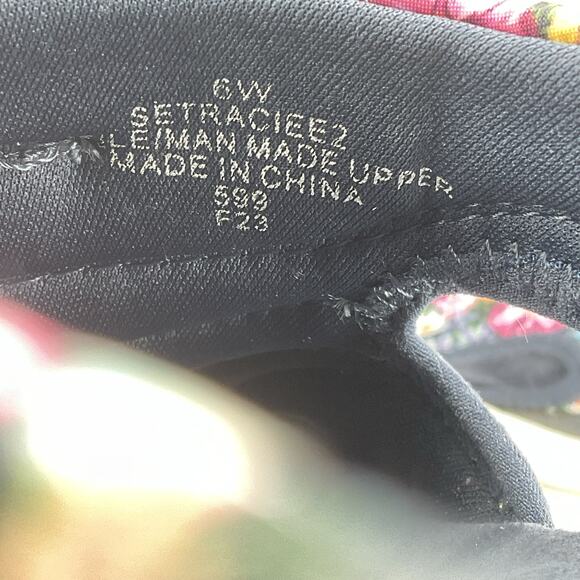 6W
SETRACIEE2
LE/MAN MADE UPPER
MADE IN CHINA
599
F23